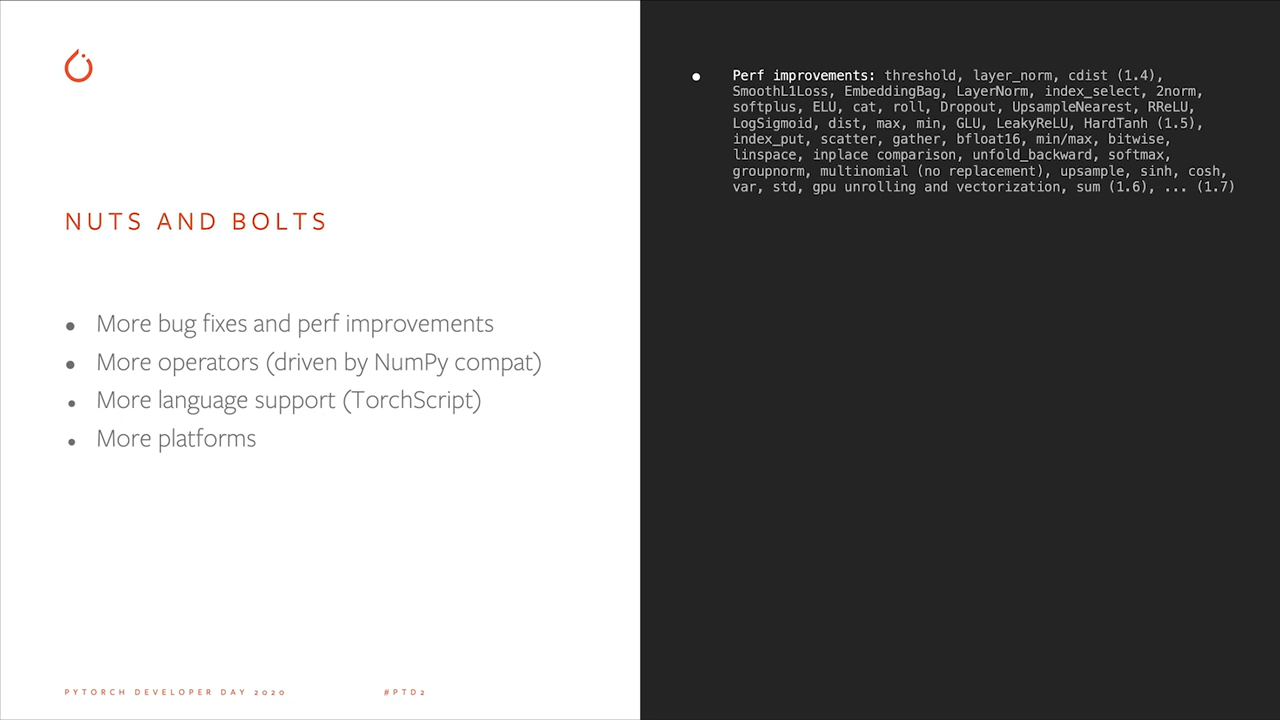 NUTS AND BOLTS
● More bug fixes and perf improvements
● More operators (driven by NumPy compat)
● More language support (TorchScript)
● More platforms
PYTORCH DEVELOPER DAY 2020
#PTD2
● Perf improvements: threshold, layer_norm, cdist (1.4),
SmoothL1Loss, EmbeddingBag, LayerNorm, index_select, 2norm,
softplus, ELU, cat, roll, Dropout, UpsampleNearest, RReLU,
LogSigmoid, dist, max, min, GLU, LeakyReLU, HardTanh (1.5),
index_put, scatter, gather, bfloat16, min/max, bitwise,
linspace, inplace comparison, unfold_backward, softmax,
groupnorm, multinomial (no replacement), upsample, sinh, cosh,
var, std, gpu unrolling and vectorization, sum (1.6), ... (1.7)